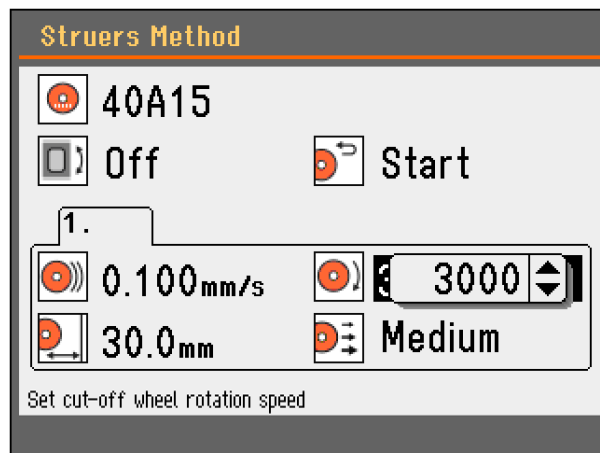 Struers Method
40A15
Off Start
1.
0.100mm/s 3000
30.0mm Medium
Set cut-off wheel rotation speed